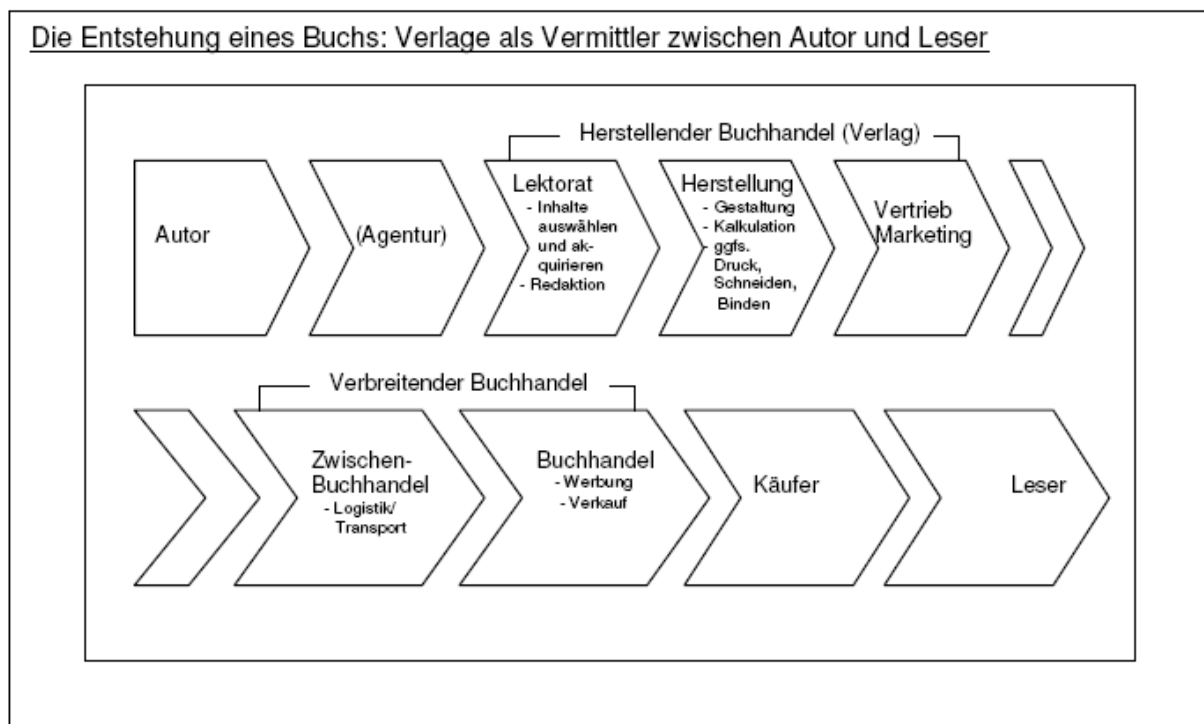 Die Entstehung eines Buchs: Verlage als Vermittler zwischen Autor und Leser
Herstellender Buchhandel (Verlag)
Autor
(Agentur)
Lektorat
- Inhalte
auswählen
und ak-
quirieren
- Redaktion
Herstellung
- Gestaltung
- Kalkulation
- ggfs.
Druck,
Schneiden,
Binden
Vertrieb
Marketing
Verbreitender Buchhandel
Zwischen-
Buchhandel
- Logistik/
Transport
Buchhandel
- Werbung
- Verkauf
Käufer
Leser